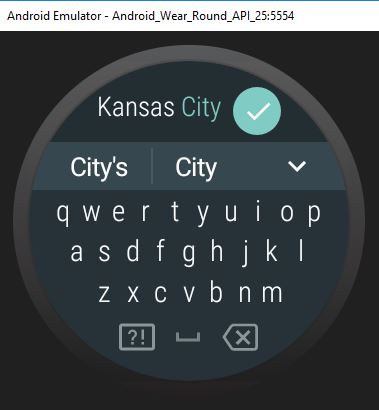 Android Emulator - Android_Wear_Round_API_25:5554
Kansas City
City's City
q w e r t y u i o p
a s d f g h j k l
z x c v b n m
?!